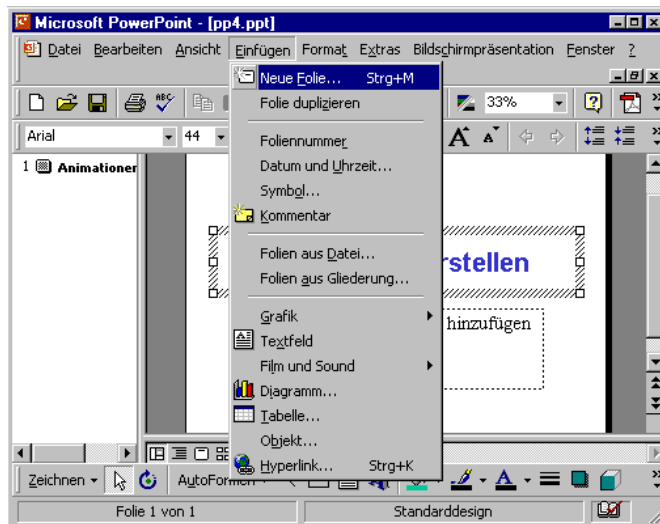 Microsoft PowerPoint - [pp4.ppt]
Datei Bearbeiten Ansicht Einfügen Format Extras Bildschirmpräsentation Fenster ?
33%
Arial 44
1 Animationen
Neue Folie... Strg+M
Folie duplizieren
Foliennummer
Datum und Uhrzeit...
Symbol...
Kommentar
Folien aus Datei...
Folien aus Gliederung...
Grafik
Textfeld
Film und Sound
Diagramm...
Tabelle...
Objekt...
Hyperlink... Strg+K
rstellen
hinzufügen
Zeichnen AutoFormen
Folie 1 von 1 Standarddesign